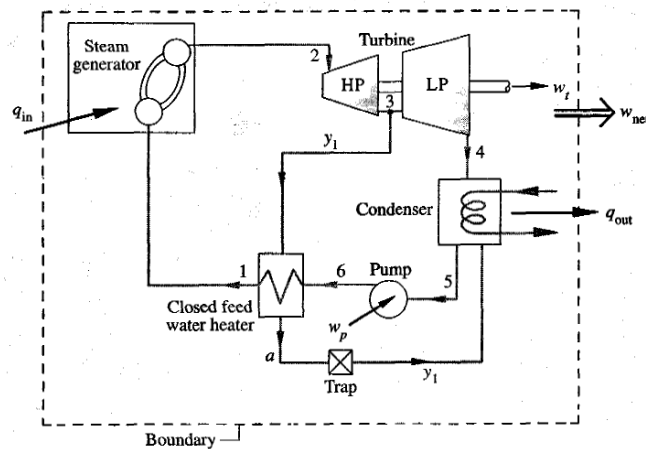 Steam
generator
q_in
2
Turbine
HP
LP
3
w_t
w_net
y_1
4
Condenser
q_out
1
6
Pump
5
Closed feed
water heater
w_p
a
Trap
y_1
Boundary